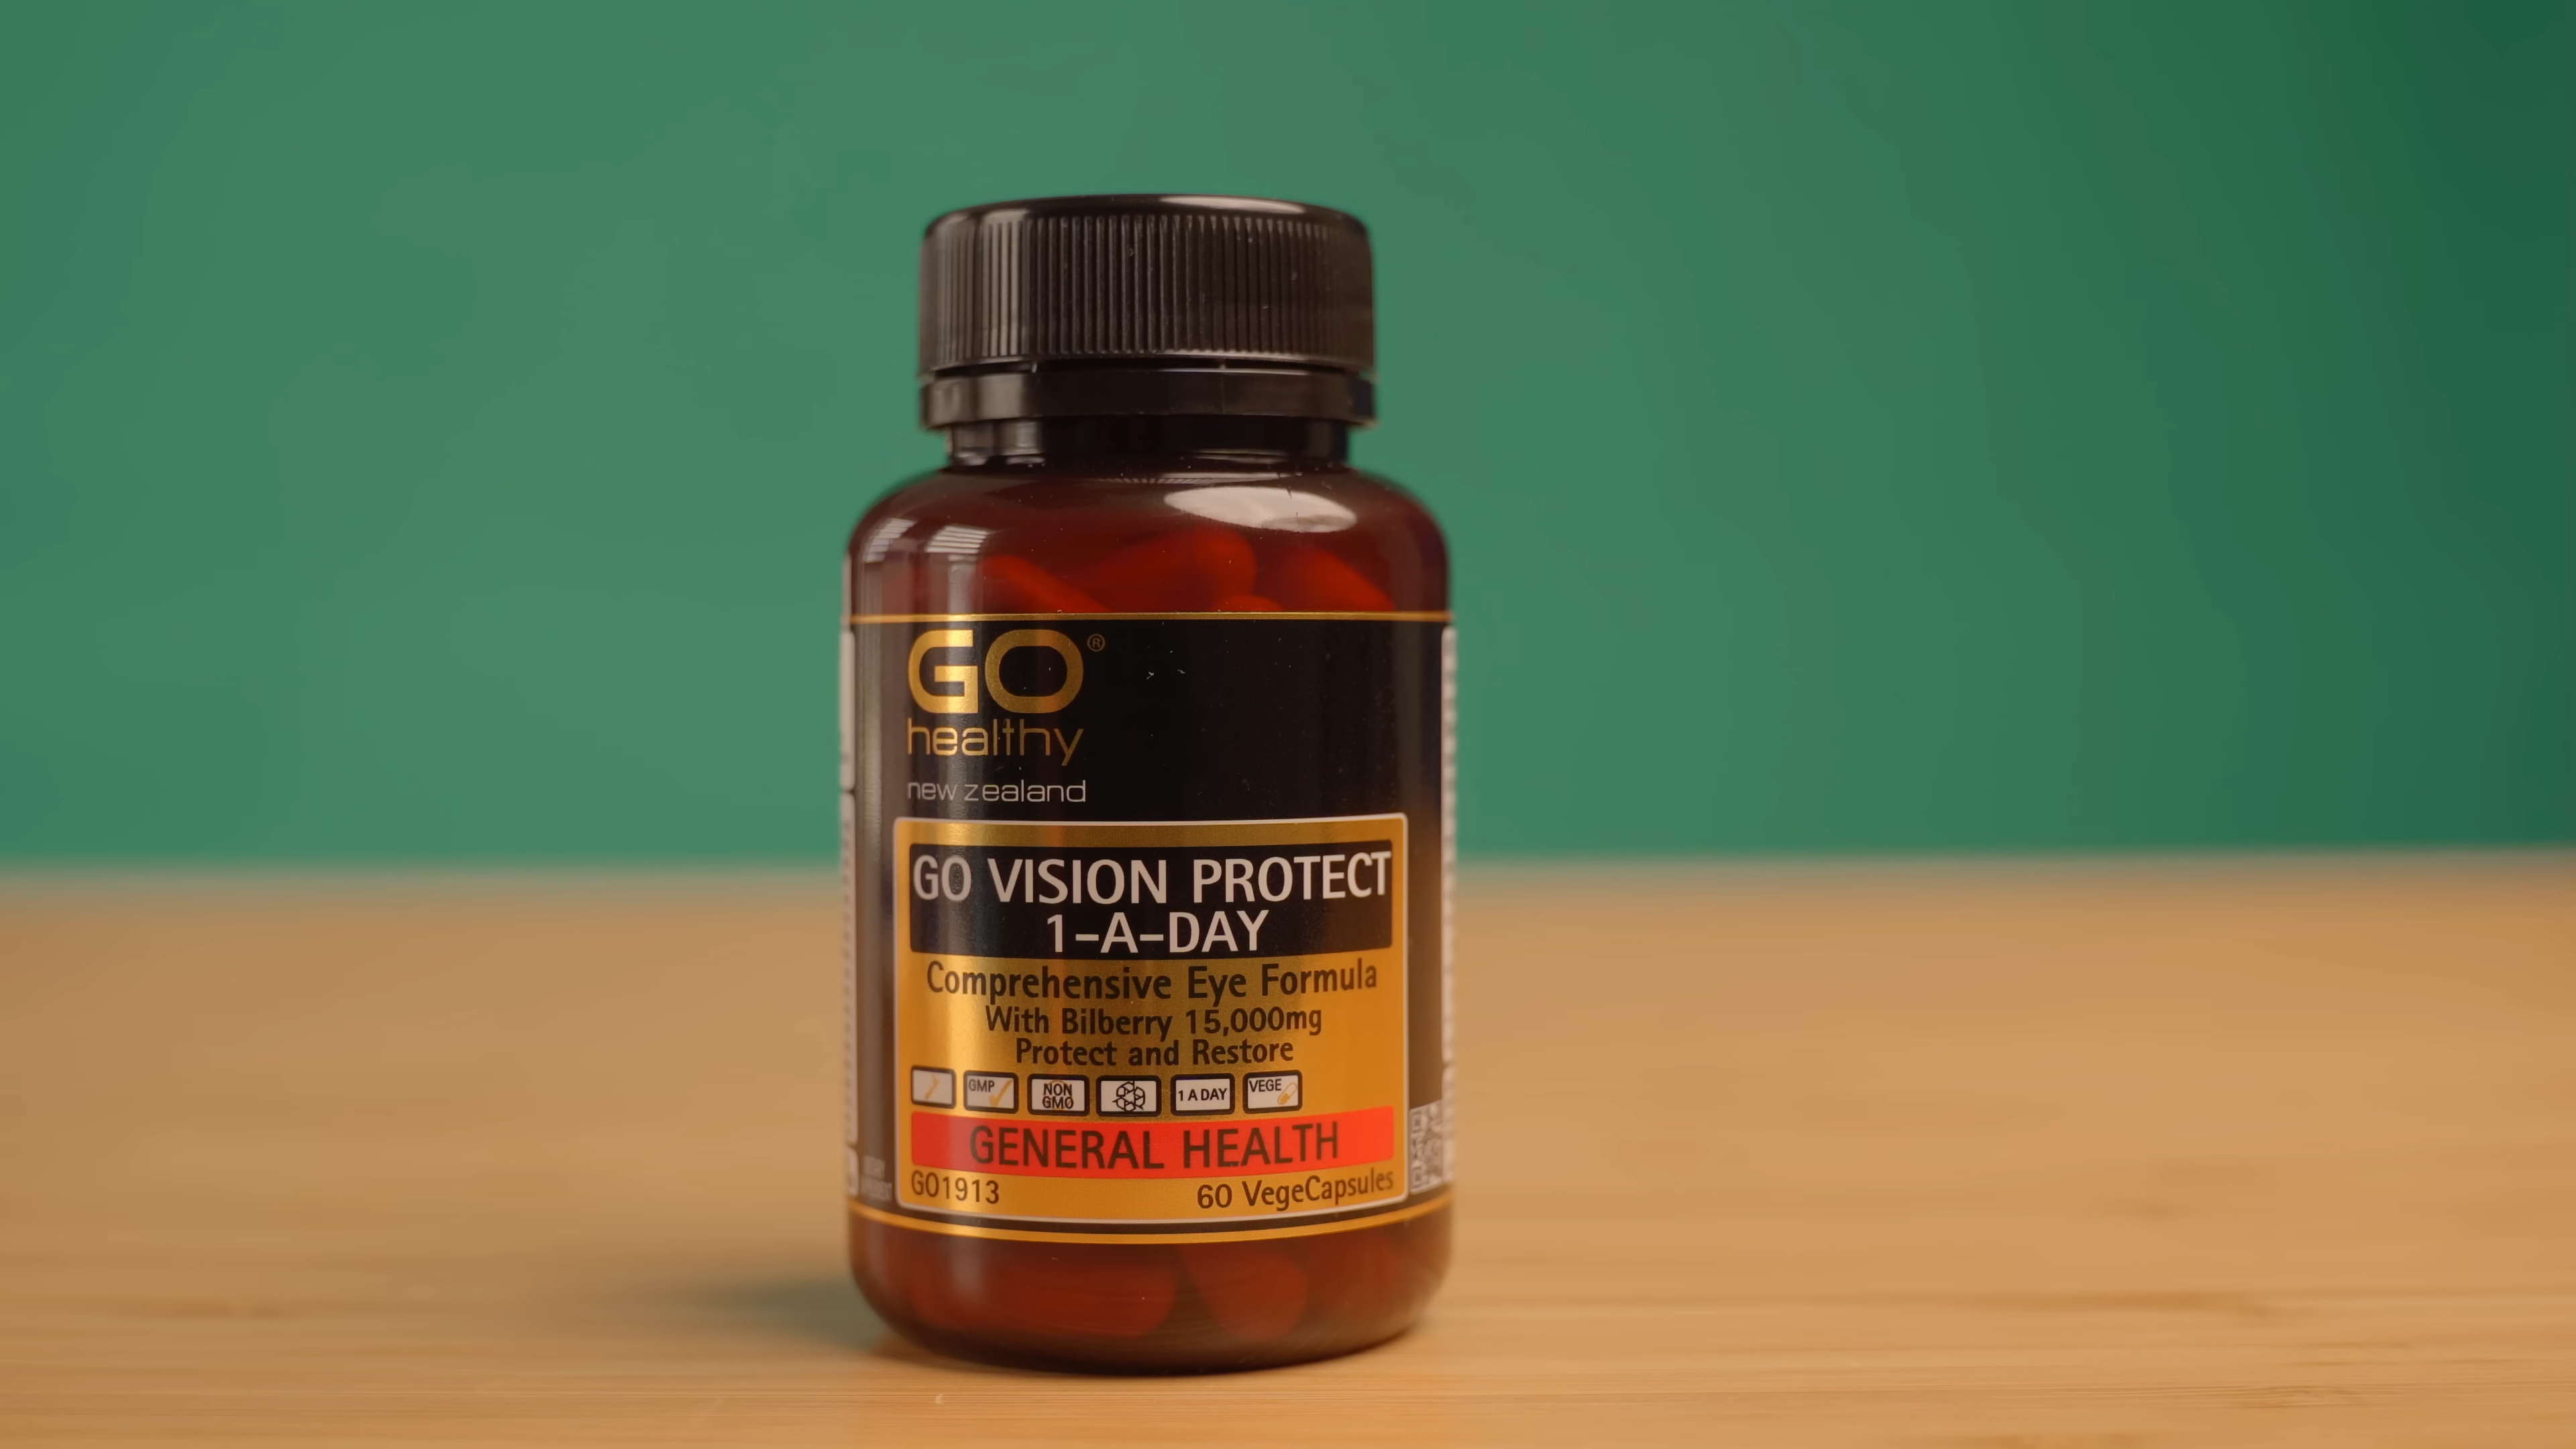 GO®
healthy
new zealand
GO VISION PROTECT
1-A-DAY
Comprehensive Eye Formula
With Bilberry 15,000mg
Protect and Restore
GMP
NON GMO
1 A DAY
VEGE
GENERAL HEALTH
GO1913
60 VegeCapsules